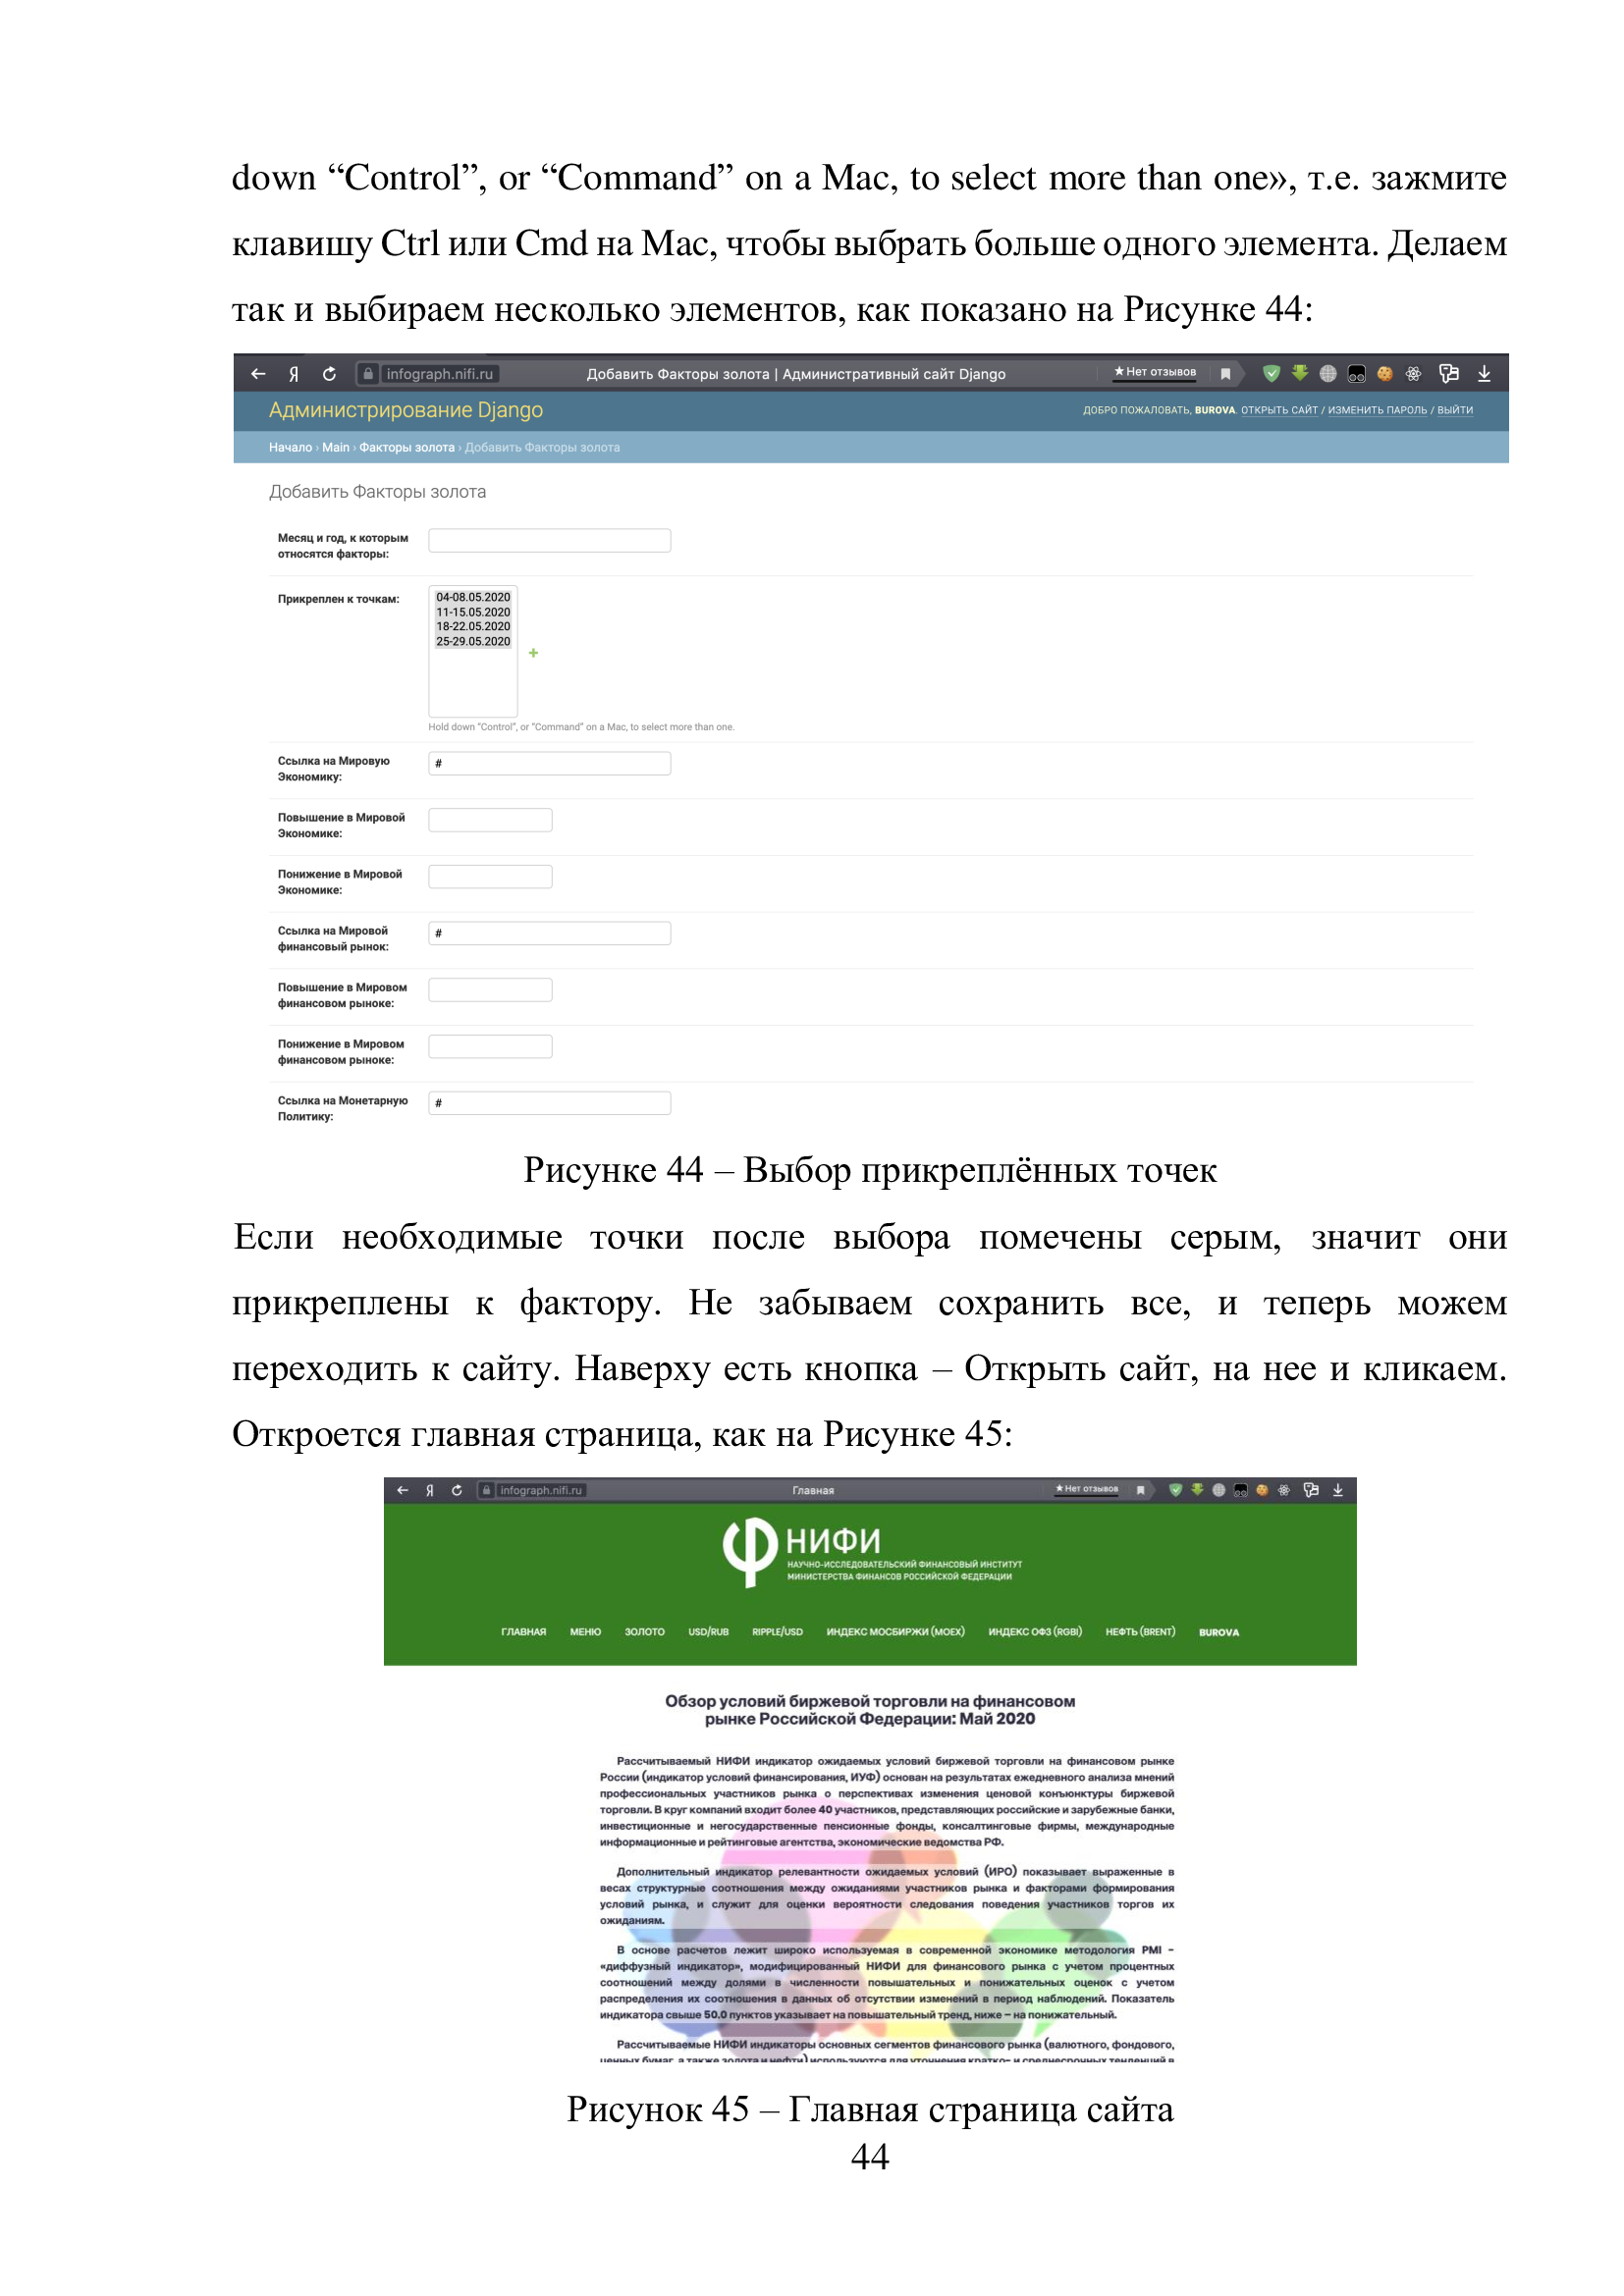 down “Control”, or “Command” on a Mac, to select more than one», т.е. зажмите
клавишу Ctrl или Cmd на Mac, чтобы выбрать больше одного элемента. Делаем
так и выбираем несколько элементов, как показано на Рисунке 44:
infograph.nifi.ru
Добавить Факторы золота | Административный сайт Django
★ Нет отзывов
Администрирование Django
ДОБРО ПОЖАЛОВАТЬ, BUROVA. ОТКРЫТЬ САЙТ / ИЗМЕНИТЬ ПАРОЛЬ / ВЫЙТИ
Начало › Main › Факторы золота › Добавить Факторы золота
Добавить Факторы золота
Месяц и год, к которым
относятся факторы:
Прикреплен к точкам:
04-08.05.2020
11-15.05.2020
18-22.05.2020
25-29.05.2020
Hold down “Control”, or “Command” on a Mac, to select more than one.
Ссылка на Мировую
Экономику:
#
Повышение в Мировой
Экономике:
Понижение в Мировой
Экономике:
Ссылка на Мировой
финансовый рынок:
#
Повышение в Мировом
финансовом рыноке:
Понижение в Мировом
финансовом рыноке:
Ссылка на Монетарную
Политику:
#
Рисунке 44 – Выбор прикреплённых точек
Если необходимые точки после выбора помечены серым, значит они
прикреплены к фактору. Не забываем сохранить все, и теперь можем
переходить к сайту. Наверху есть кнопка – Открыть сайт, на нее и кликаем.
Откроется главная страница, как на Рисунке 45:
Я
infograph.nifi.ru
Главная
★ Нет отзывов
НИФИ
НАУЧНО-ИССЛЕДОВАТЕЛЬСКИЙ ФИНАНСОВЫЙ ИНСТИТУТ
МИНИСТЕРСТВА ФИНАНСОВ РОССИЙСКОЙ ФЕДЕРАЦИИ
ГЛАВНАЯ МЕНЮ ЗОЛОТО USD/RUB RIPPLE/USD ИНДЕКС МОСБИРЖИ (MOEX) ИНДЕКС ОФЗ (RGBI) НЕФТЬ (BRENT) BUROVA
Обзор условий биржевой торговли на финансовом
рынке Российской Федерации: Май 2020
Рассчитываемый НИФИ индикатор ожидаемых условий биржевой торговли на финансовом рынке
России (индикатор условий финансирования, ИУФ) основан на результатах ежедневного анализа мнений
профессиональных участников рынка о перспективах изменения ценовой конъюнктуры биржевой
торговли. В круг компаний входит более 40 участников, представляющих российские и зарубежные банки,
инвестиционные и негосударственные пенсионные фонды, консалтинговые фирмы, международные
информационные и рейтинговые агентства, экономические ведомства РФ.
Дополнительный индикатор релевантности ожидаемых условий (ИРО) показывает выраженные в
весах структурные соотношения между ожиданиями участников рынка и факторами формирования
условий рынка, и служит для оценки вероятности следования поведения участников торгов их
ожиданиям.
В основе расчетов лежит широко используемая в современной экономике методология PMI –
«диффузный индикатор», модифицированный НИФИ для финансового рынка с учетом процентных
соотношений между долями в численности повышательных и понижательных оценок с учетом
распределения их соотношения в данных об отсутствии изменений в период наблюдений. Показатель
индикатора свыше 50.0 пунктов указывает на повышательный тренд, ниже – на понижательный.
Рассчитываемые НИФИ индикаторы основных сегментов финансового рынка (валютного, фондового,
ценных бумаг, а также золота и нефти) используются для уточнения кратко- и среднесрочных тенденций в
Рисунок 45 – Главная страница сайта
44